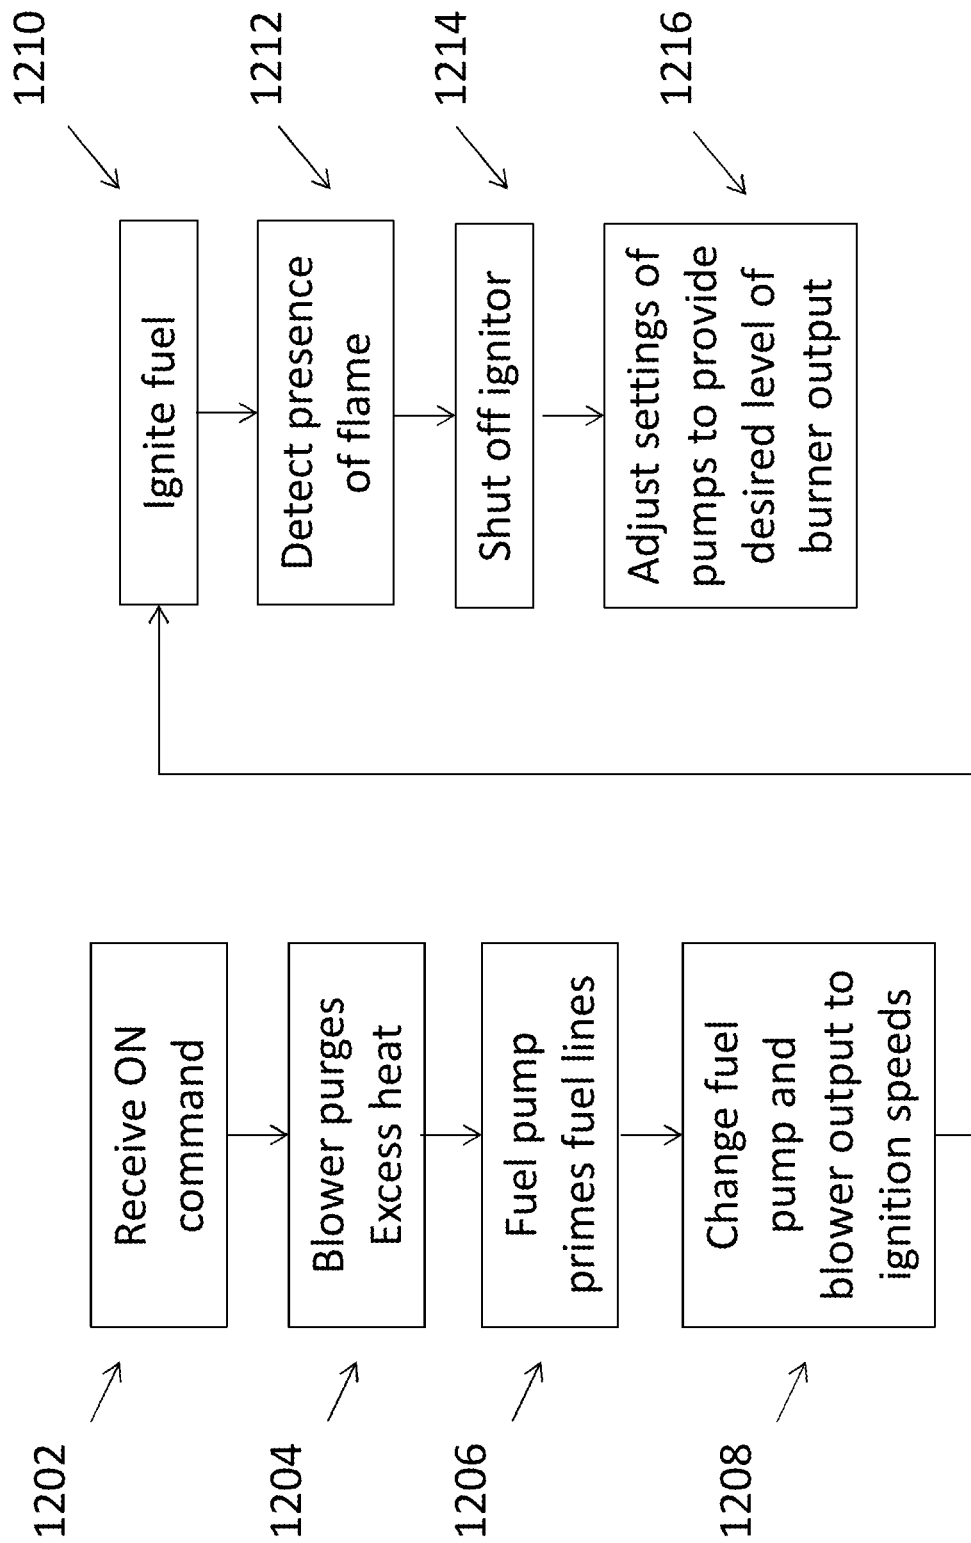 1202
Receive ON
command
1204
Blower purges
Excess heat
1206
Fuel pump
primes fuel lines
1208
Change fuel
pump and
blower output to
ignition speeds
1210
Ignite fuel
1212
Detect presence
of flame
1214
Shut off ignitor
1216
Adjust settings of
pumps to provide
desired level of
burner output